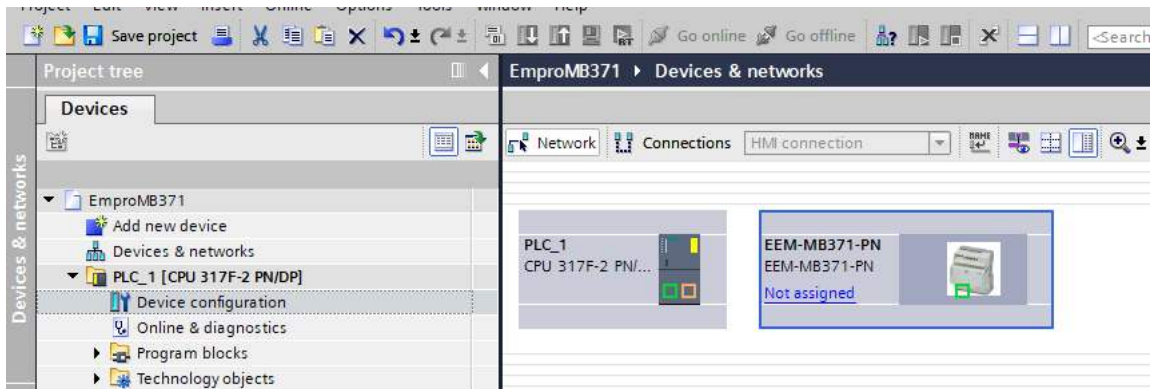 Save project
Go online
Go offline
<Search
Project tree
EmproMB371 ▸ Devices & networks
Devices
Devices & networks
Network
Connections
HMI connection
EmproMB371
Add new device
Devices & networks
PLC_1 [CPU 317F-2 PN/DP]
Device configuration
Online & diagnostics
Program blocks
Technology objects
PLC_1
CPU 317F-2 PN/...
EEM-MB371-PN
EEM-MB371-PN
Not assigned